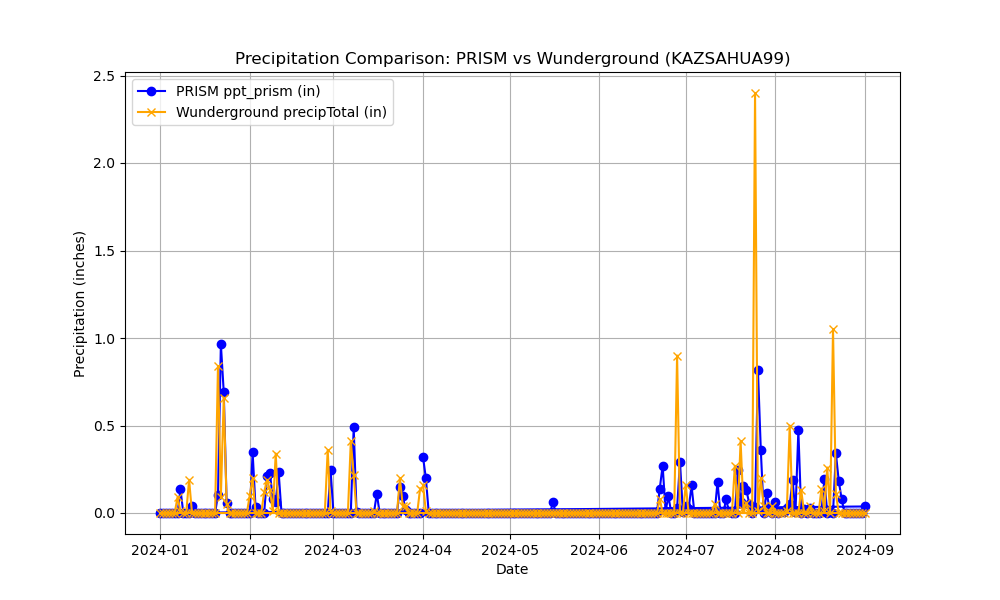 Precipitation Comparison: PRISM vs Wunderground (KAZSAHUA99)
PRISM ppt_prism (in)
Wunderground precipTotal (in)
Precipitation (inches)
2.5
2.0
1.5
1.0
0.5
0.0
2024-01 2024-02 2024-03 2024-04 2024-05 2024-06 2024-07 2024-08 2024-09
Date